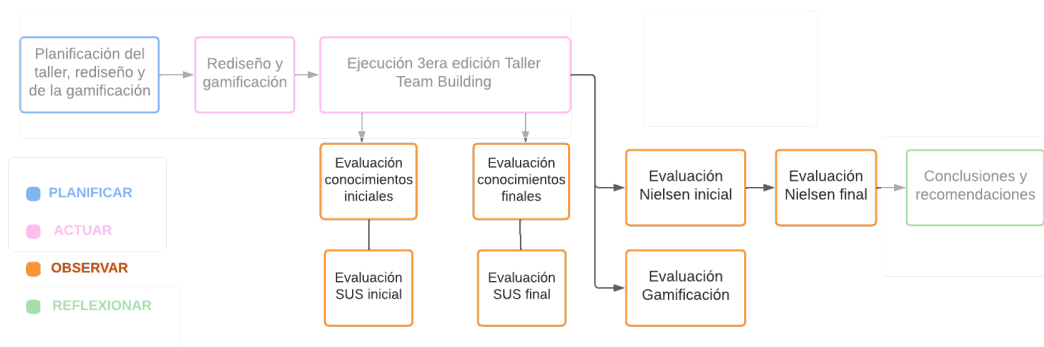 Planificación del
taller, rediseño y
de la gamificación
Rediseño y
gamificación
Ejecución 3era edición Taller
Team Building
Evaluación
conocimientos
iniciales
Evaluación
conocimientos
finales
Evaluación
Nielsen inicial
Evaluación
Nielsen final
Conclusiones y
recomendaciones
Evaluación
SUS inicial
Evaluación
SUS final
Evaluación
Gamificación
PLANIFICAR
ACTUAR
OBSERVAR
REFLEXIONAR